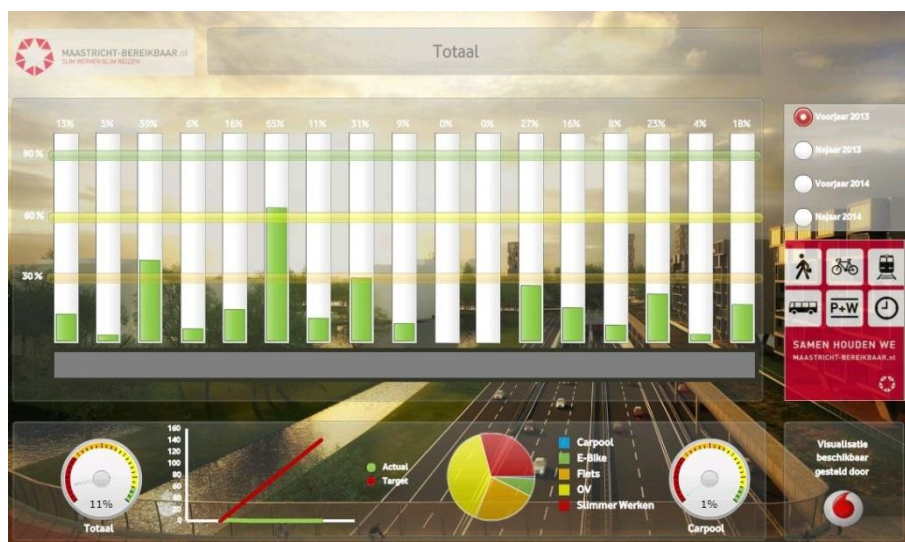 MAASTRICHT-BEREIKBAAR.nl
SLIM WERKEN SLIM REIZEN
Totaal
13% 3% 39% 6% 16% 65% 11% 31% 9% 0% 0% 27% 16% 8% 23% 4% 18%
90%
60%
30%
Voorjaar 2013
Najaar 2013
Voorjaar 2014
Najaar 2014
P+W
SAMEN HOUDEN WE
MAASTRICHT-BEREIKBAAR.nl
11%
Totaal
160
140
120
100
80
60
40
20
0
Actual
Target
Carpool
E-Bike
Fiets
OV
Slimmer Werken
1%
Carpool
Visualisatie
beschikbaar
gesteld door